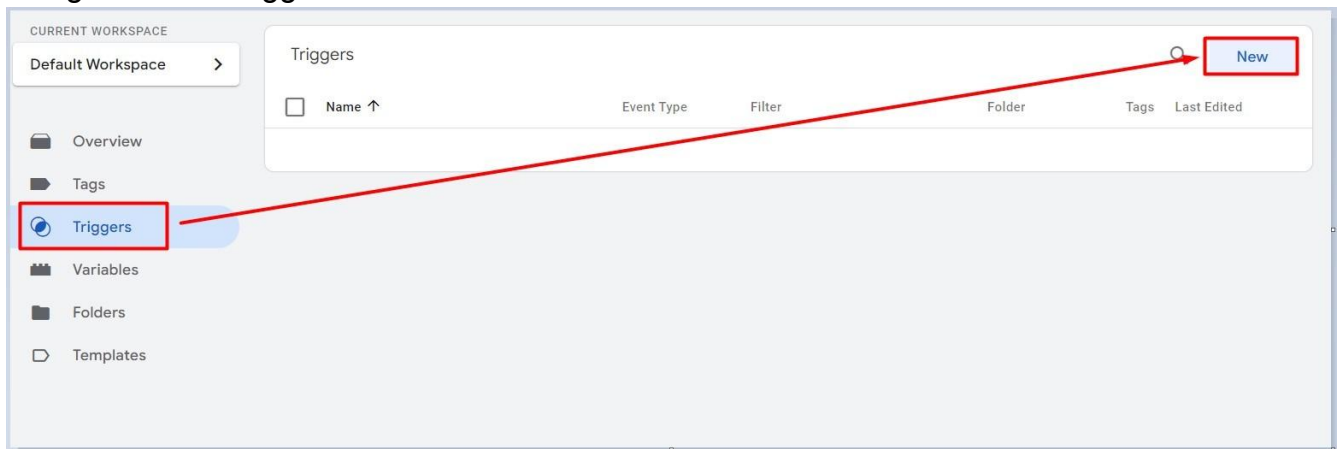 CURRENT WORKSPACE
Default Workspace
Triggers
New
Name Event Type Filter Folder Tags Last Edited
Overview
Tags
Triggers
Variables
Folders
Templates